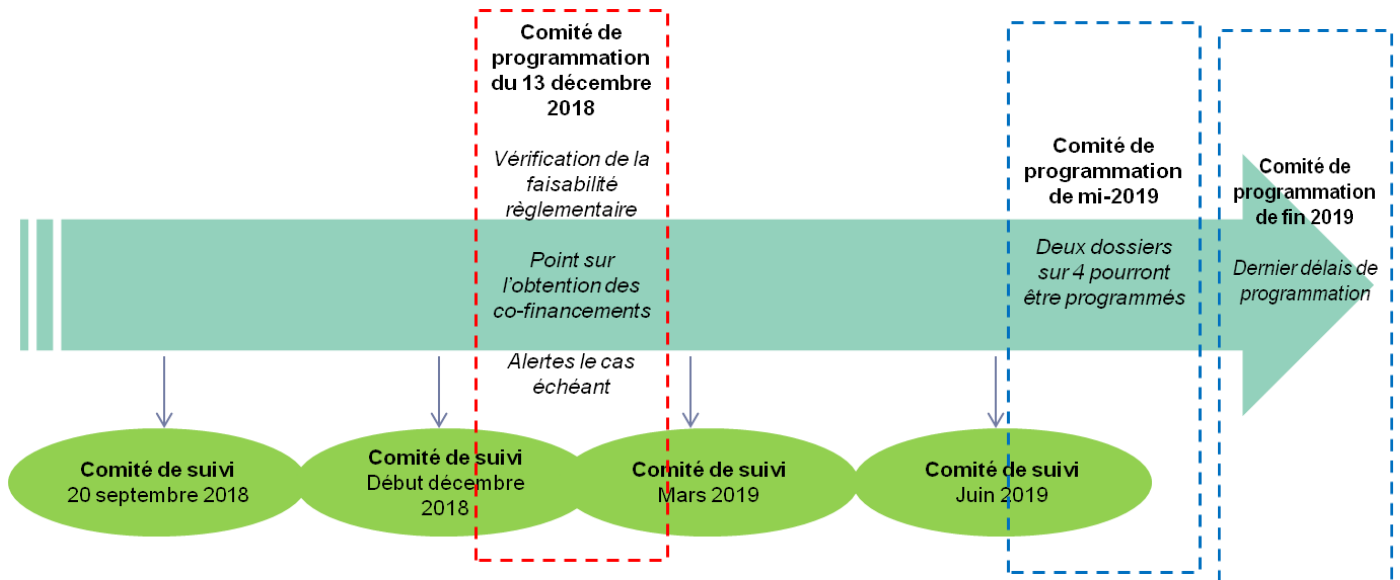 Comité de
programmation
du 13 décembre
2018
Vérification de la
faisabilité
règlementaire
Point sur
l'obtention des
co-financements
Alertes le cas
échéant
Comité de
programmation
de mi-2019
Deux dossiers
sur 4 pourront
être programmés
Comité de
programmation
de fin 2019
Dernier délais de
programmation
Comité de suivi
20 septembre 2018
Comité de suivi
Début décembre
2018
Comité de suivi
Mars 2019
Comité de suivi
Juin 2019